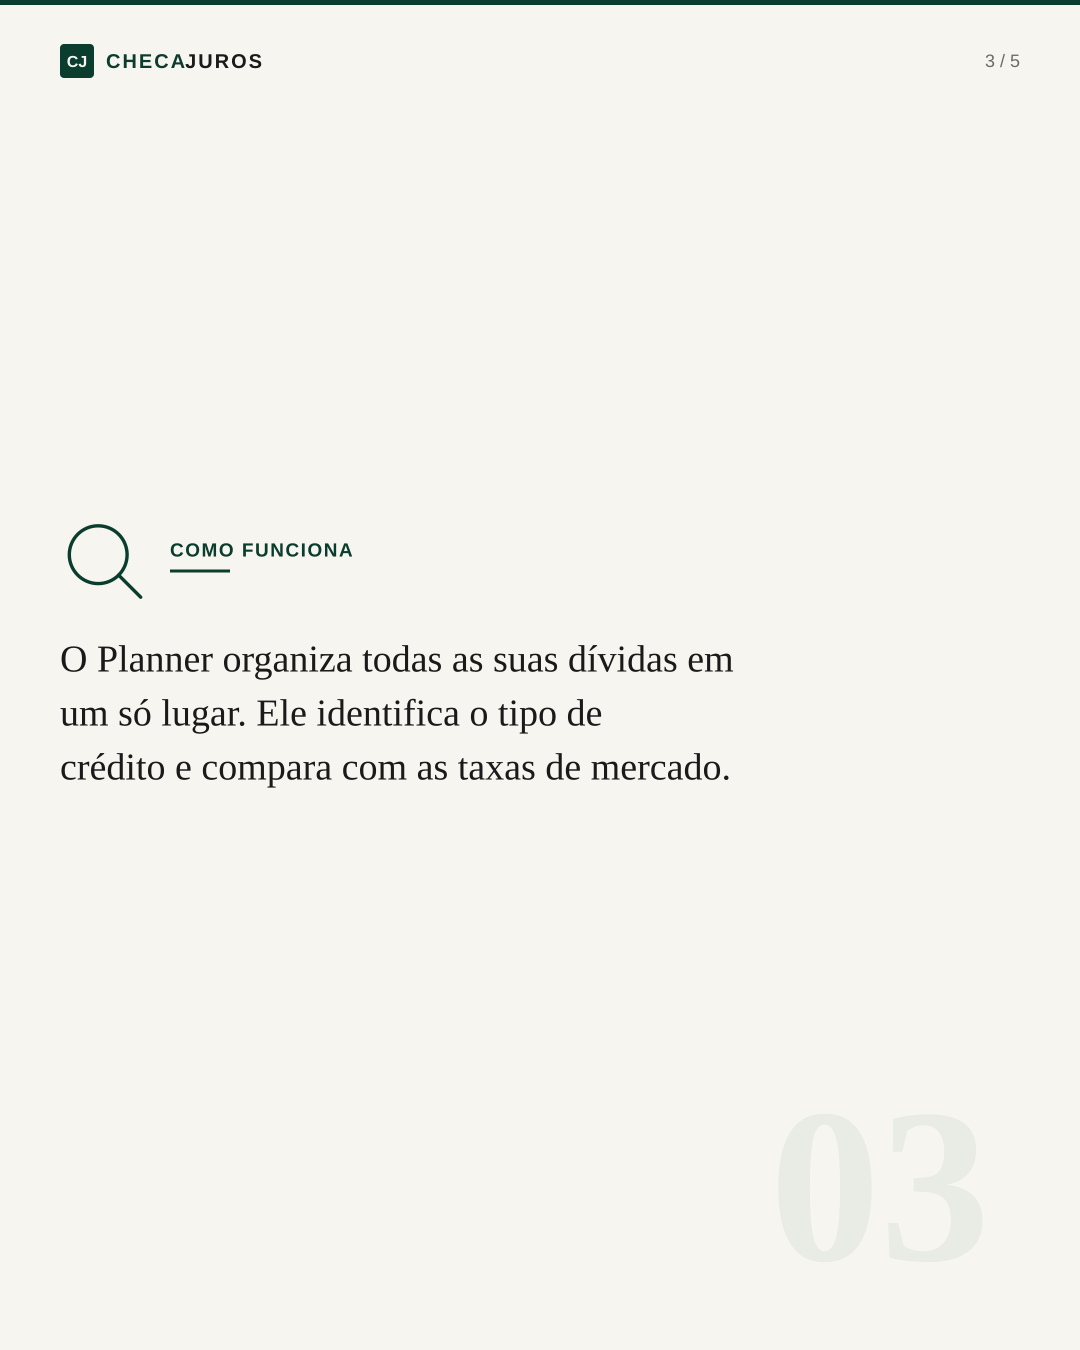 CJ CHECAJUROS
3 / 5
COMO FUNCIONA
O Planner organiza todas as suas dívidas em
um só lugar. Ele identifica o tipo de
crédito e compara com as taxas de mercado.
03